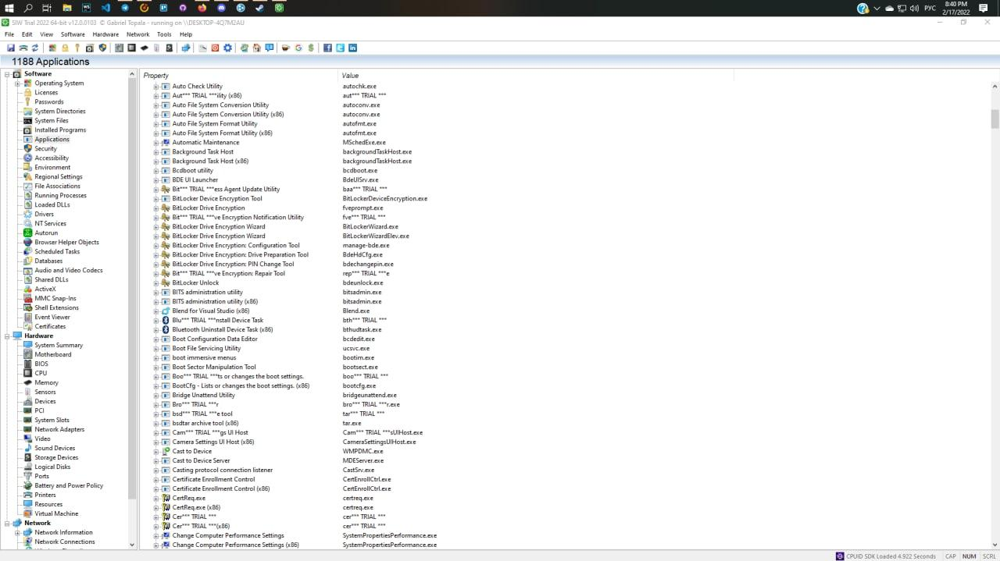 8:40 PM
РУС
2/17/2022
SIW Trial 2022 64-bit v12.0.0103 © Gabriel Topala - running on \\DESKTOP-4Q7M2AU
File Edit View Software Hardware Network Tools Help
1188 Applications
Software
Operating System
Licenses
Passwords
System Directories
System Files
Installed Programs
Applications
Security
Accessibility
Environment
Regional Settings
File Associations
Running Processes
Loaded DLLs
Drivers
NT Services
Autorun
Browser Helper Objects
Scheduled Tasks
Databases
Audio and Video Codecs
Shared DLLs
ActiveX
MMC Snap-Ins
Shell Extensions
Event Viewer
Certificates
Hardware
System Summary
Motherboard
BIOS
CPU
Memory
Sensors
Devices
PCI
System Slots
Network Adapters
Video
Sound Devices
Storage Devices
Logical Disks
Ports
Battery and Power Policy
Printers
Resources
Virtual Machine
Network
Network Information
Network Connections
Property Value
Auto Check Utility autochk.exe
Aut*** TRIAL ***ility (x86) aut*** TRIAL ***
Auto File System Conversion Utility autoconv.exe
Auto File System Conversion Utility (x86) autoconv.exe
Auto File System Format Utility autofmt.exe
Auto File System Format Utility (x86) autofmt.exe
Automatic Maintenance MSchedExe.exe
Background Task Host backgroundTaskHost.exe
Background Task Host (x86) backgroundTaskHost.exe
Bcdboot utility bcdboot.exe
BDE UI Launcher BdeUISrv.exe
Bit*** TRIAL ***ess Agent Update Utility baa*** TRIAL ***
BitLocker Device Encryption Tool BitLockerDeviceEncryption.exe
BitLocker Drive Encryption fveprompt.exe
Bit*** TRIAL ***ve Encryption Notification Utility fve*** TRIAL ***
BitLocker Drive Encryption Wizard BitLockerWizard.exe
BitLocker Drive Encryption Wizard BitLockerWizardElev.exe
BitLocker Drive Encryption: Configuration Tool manage-bde.exe
BitLocker Drive Encryption: Drive Preparation Tool BdeHdCfg.exe
BitLocker Drive Encryption: PIN Change Tool bdechangepin.exe
Bit*** TRIAL ***ve Encryption: Repair Tool rep*** TRIAL ***e
BitLocker Unlock bdeunlock.exe
BITS administration utility bitsadmin.exe
BITS administration utility (x86) bitsadmin.exe
Blend for Visual Studio (x86) Blend.exe
Blu*** TRIAL ***nstall Device Task bth*** TRIAL ***
Bluetooth Uninstall Device Task (x86) bthudtask.exe
Boot Configuration Data Editor bcdedit.exe
Boot File Servicing Utility ucsvc.exe
boot immersive menus bootim.exe
Boot Sector Manipulation Tool bootsect.exe
Boo*** TRIAL ***ts or changes the boot settings. boo*** TRIAL ***
BootCfg - Lists or changes the boot settings. (x86) bootcfg.exe
Bridge Unattend Utility bridgeunattend.exe
Bro*** TRIAL ***r bro*** TRIAL ***r.exe
bsd*** TRIAL ***e tool tar*** TRIAL ***
bsdtar archive tool (x86) tar.exe
Cam*** TRIAL ***gs UI Host Cam*** TRIAL ***sUIHost.exe
Camera Settings UI Host (x86) CameraSettingsUIHost.exe
Cast to Device WMPDMC.exe
Cast to Device Server MDEServer.exe
Casting protocol connection listener CastSrv.exe
Certificate Enrollment Control CertEnrollCtrl.exe
Certificate Enrollment Control (x86) CertEnrollCtrl.exe
CertReq.exe certreq.exe
CertReq.exe (x86) certreq.exe
Cer*** TRIAL *** cer*** TRIAL ***
Cer*** TRIAL ***(x86) cer*** TRIAL ***
Change Computer Performance Settings SystemPropertiesPerformance.exe
Change Computer Performance Settings (x86) SystemPropertiesPerformance.exe
CPUID SDK Loaded 4.922 Seconds CAP NUM SCRL